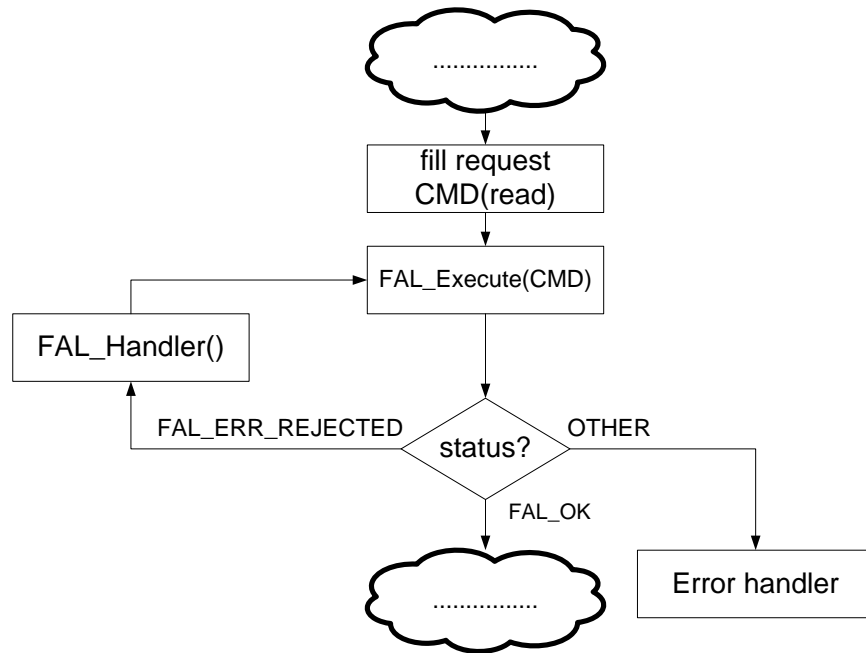 ................
fill request
CMD(read)
FAL_Execute(CMD)
FAL_Handler()
FAL_ERR_REJECTED
status?
OTHER
FAL_OK
Error handler
................